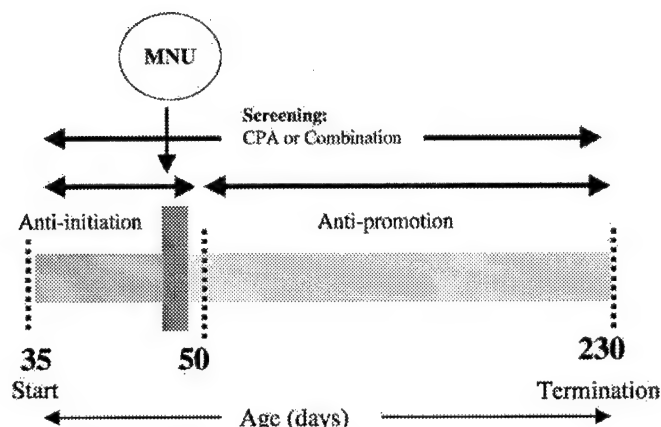 MNU
Screening:
CPA or Combination
Anti-initiation
Anti-promotion
35
50
230
Start
Termination
Age (days)